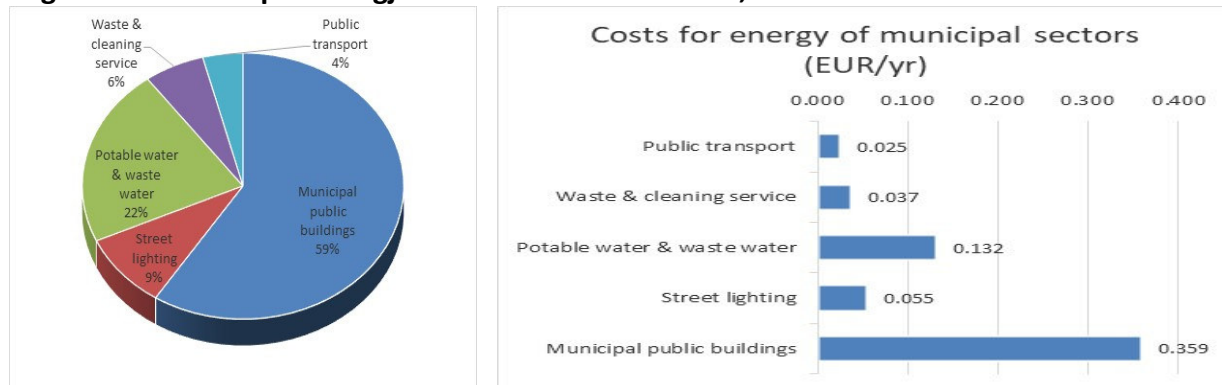 Waste &
cleaning
service
6%
Public
transport
4%
Potable water
& waste
water
22%
Street
lighting
9%
Municipal
public
buildings
59%
Costs for energy of municipal sectors
(EUR/yr)
0.000 0.100 0.200 0.300 0.400
Public transport 0.025
Waste & cleaning service 0.037
Potable water & waste water 0.132
Street lighting 0.055
Municipal public buildings 0.359